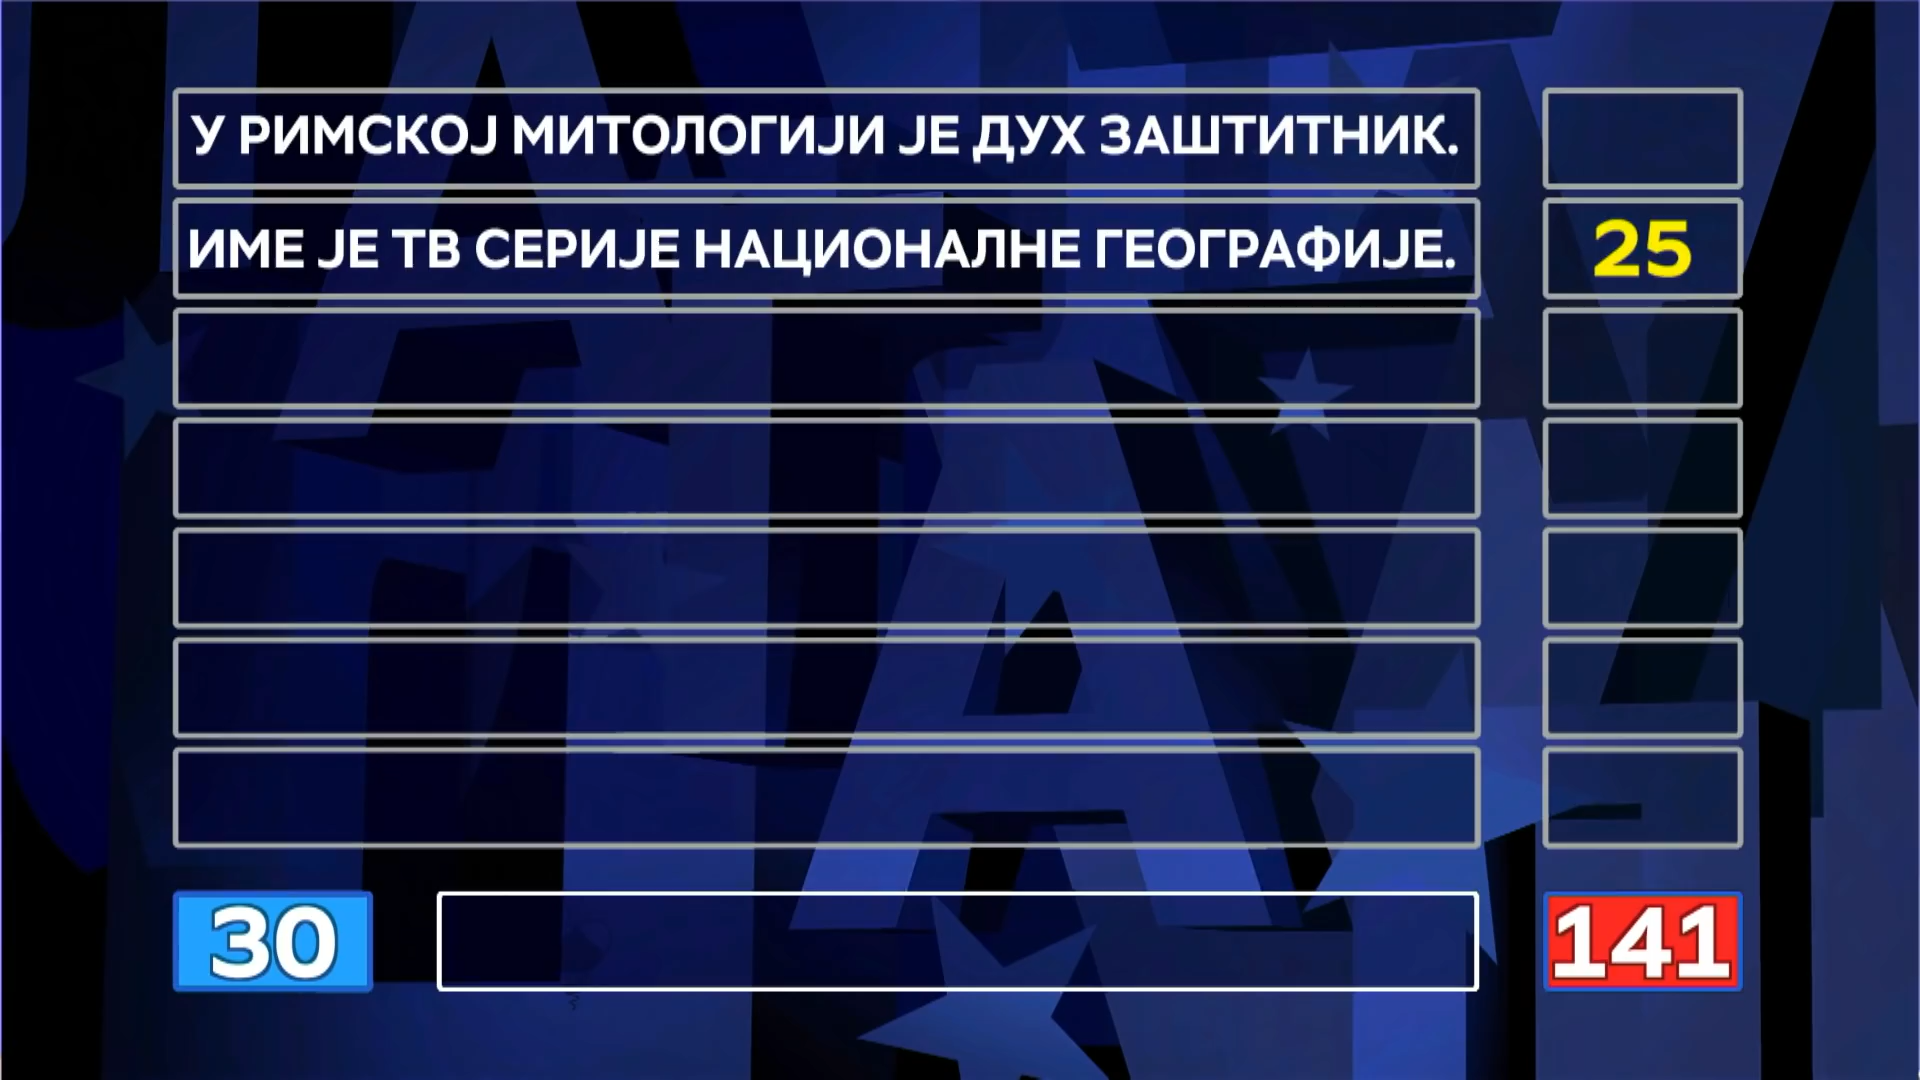 У РИМСКОЈ МИТОЛОГИЈИ ЈЕ ДУХ ЗАШТИТНИК.
ИМЕ ЈЕ ТВ СЕРИЈЕ НАЦИОНАЛНЕ ГЕОГРАФИЈЕ. 25
30 141